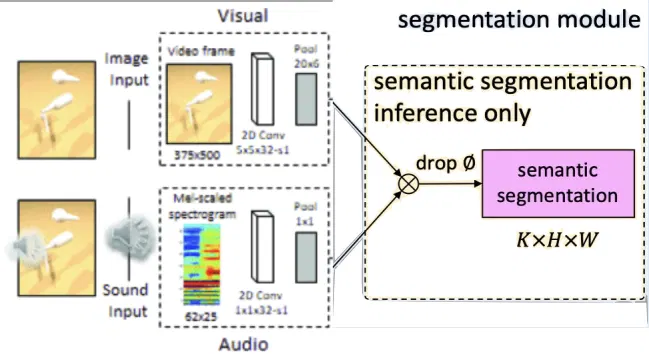 Visual
segmentation module
Image
Input
Video frame
375x500
2D Conv
5x5x32-s1
Pool
20x6
semantic segmentation
inference only
drop ∅
semantic
segmentation
K×H×W
Sound
Input
Mel-scaled
spectrogram
62x25
2D Conv
1x1x32-s1
Pool
1x1
Audio